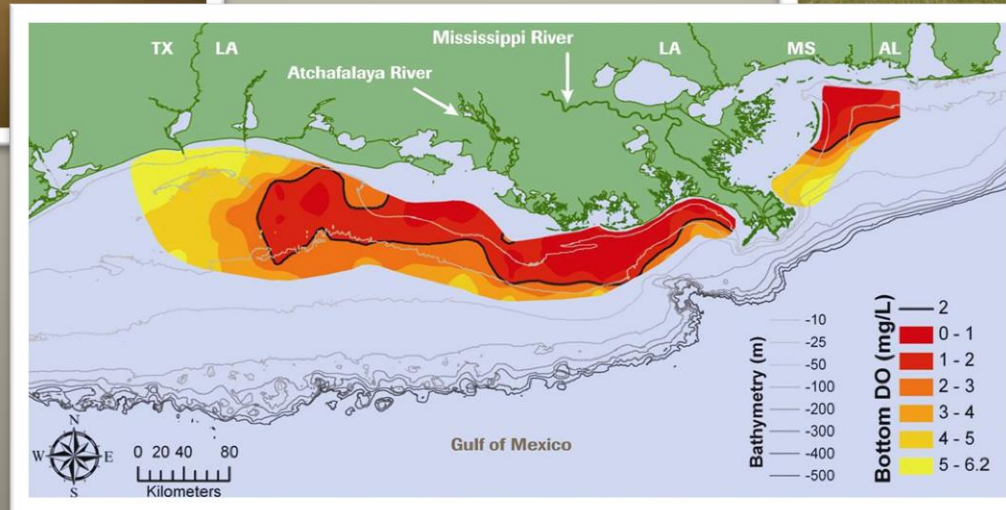 TX
LA
Mississippi River
LA
MS
AL
Atchafalaya River
Gulf of Mexico
N
W
E
S
0 20 40 80
Kilometers
Bathymetry (m)
-10
-25
-50
-100
-200
-300
-400
-500
Bottom DO (mg/L)
2
0 - 1
1 - 2
2 - 3
3 - 4
4 - 5
5 - 6.2